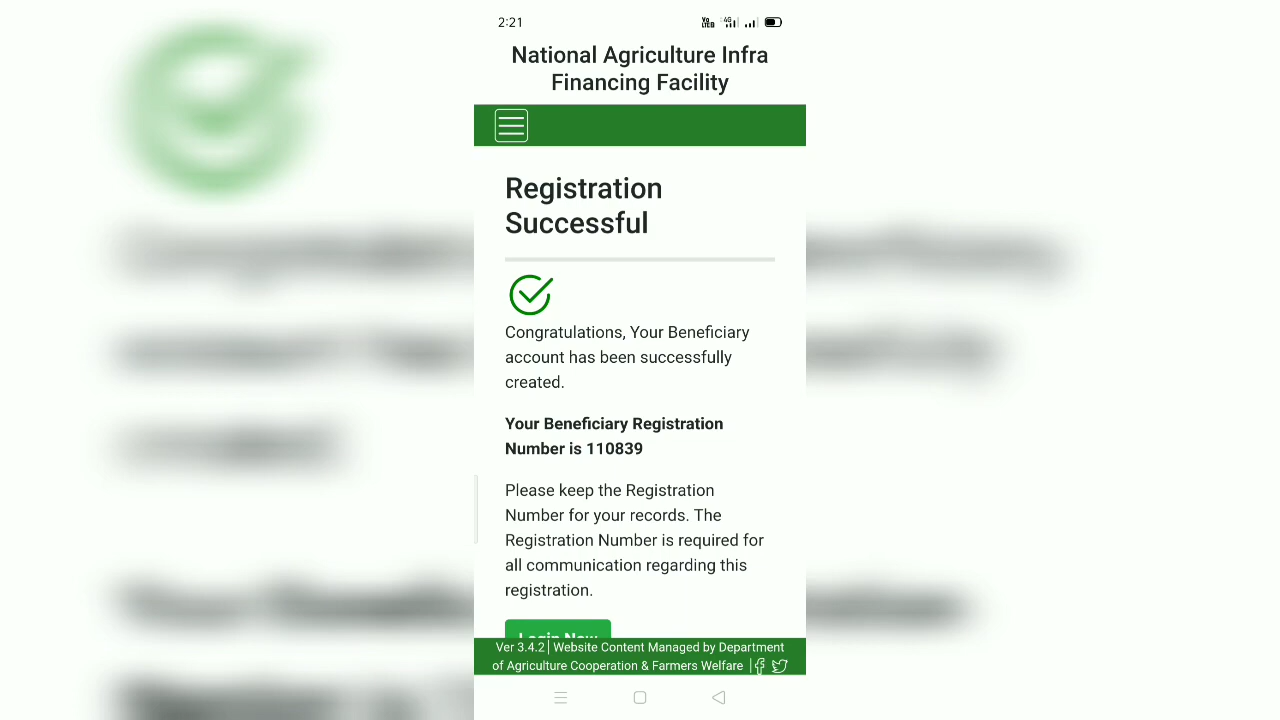 2:21
National Agriculture Infra
Financing Facility
Registration
Successful
Congratulations, Your Beneficiary
account has been successfully
created.
Your Beneficiary Registration
Number is 110839
Please keep the Registration
Number for your records. The
Registration Number is required for
all communication regarding this
registration.
Login Now
Ver 3.4.2| Website Content Managed by Department
of Agriculture Cooperation & Farmers Welfare |